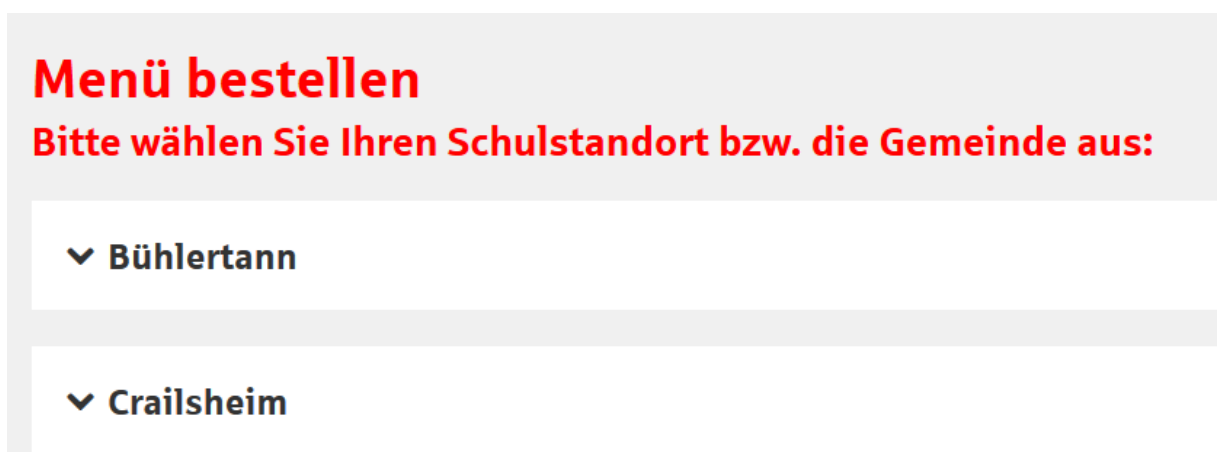 Menü bestellen
Bitte wählen Sie Ihren Schulstandort bzw. die Gemeinde aus:
Bühlertann
Crailsheim